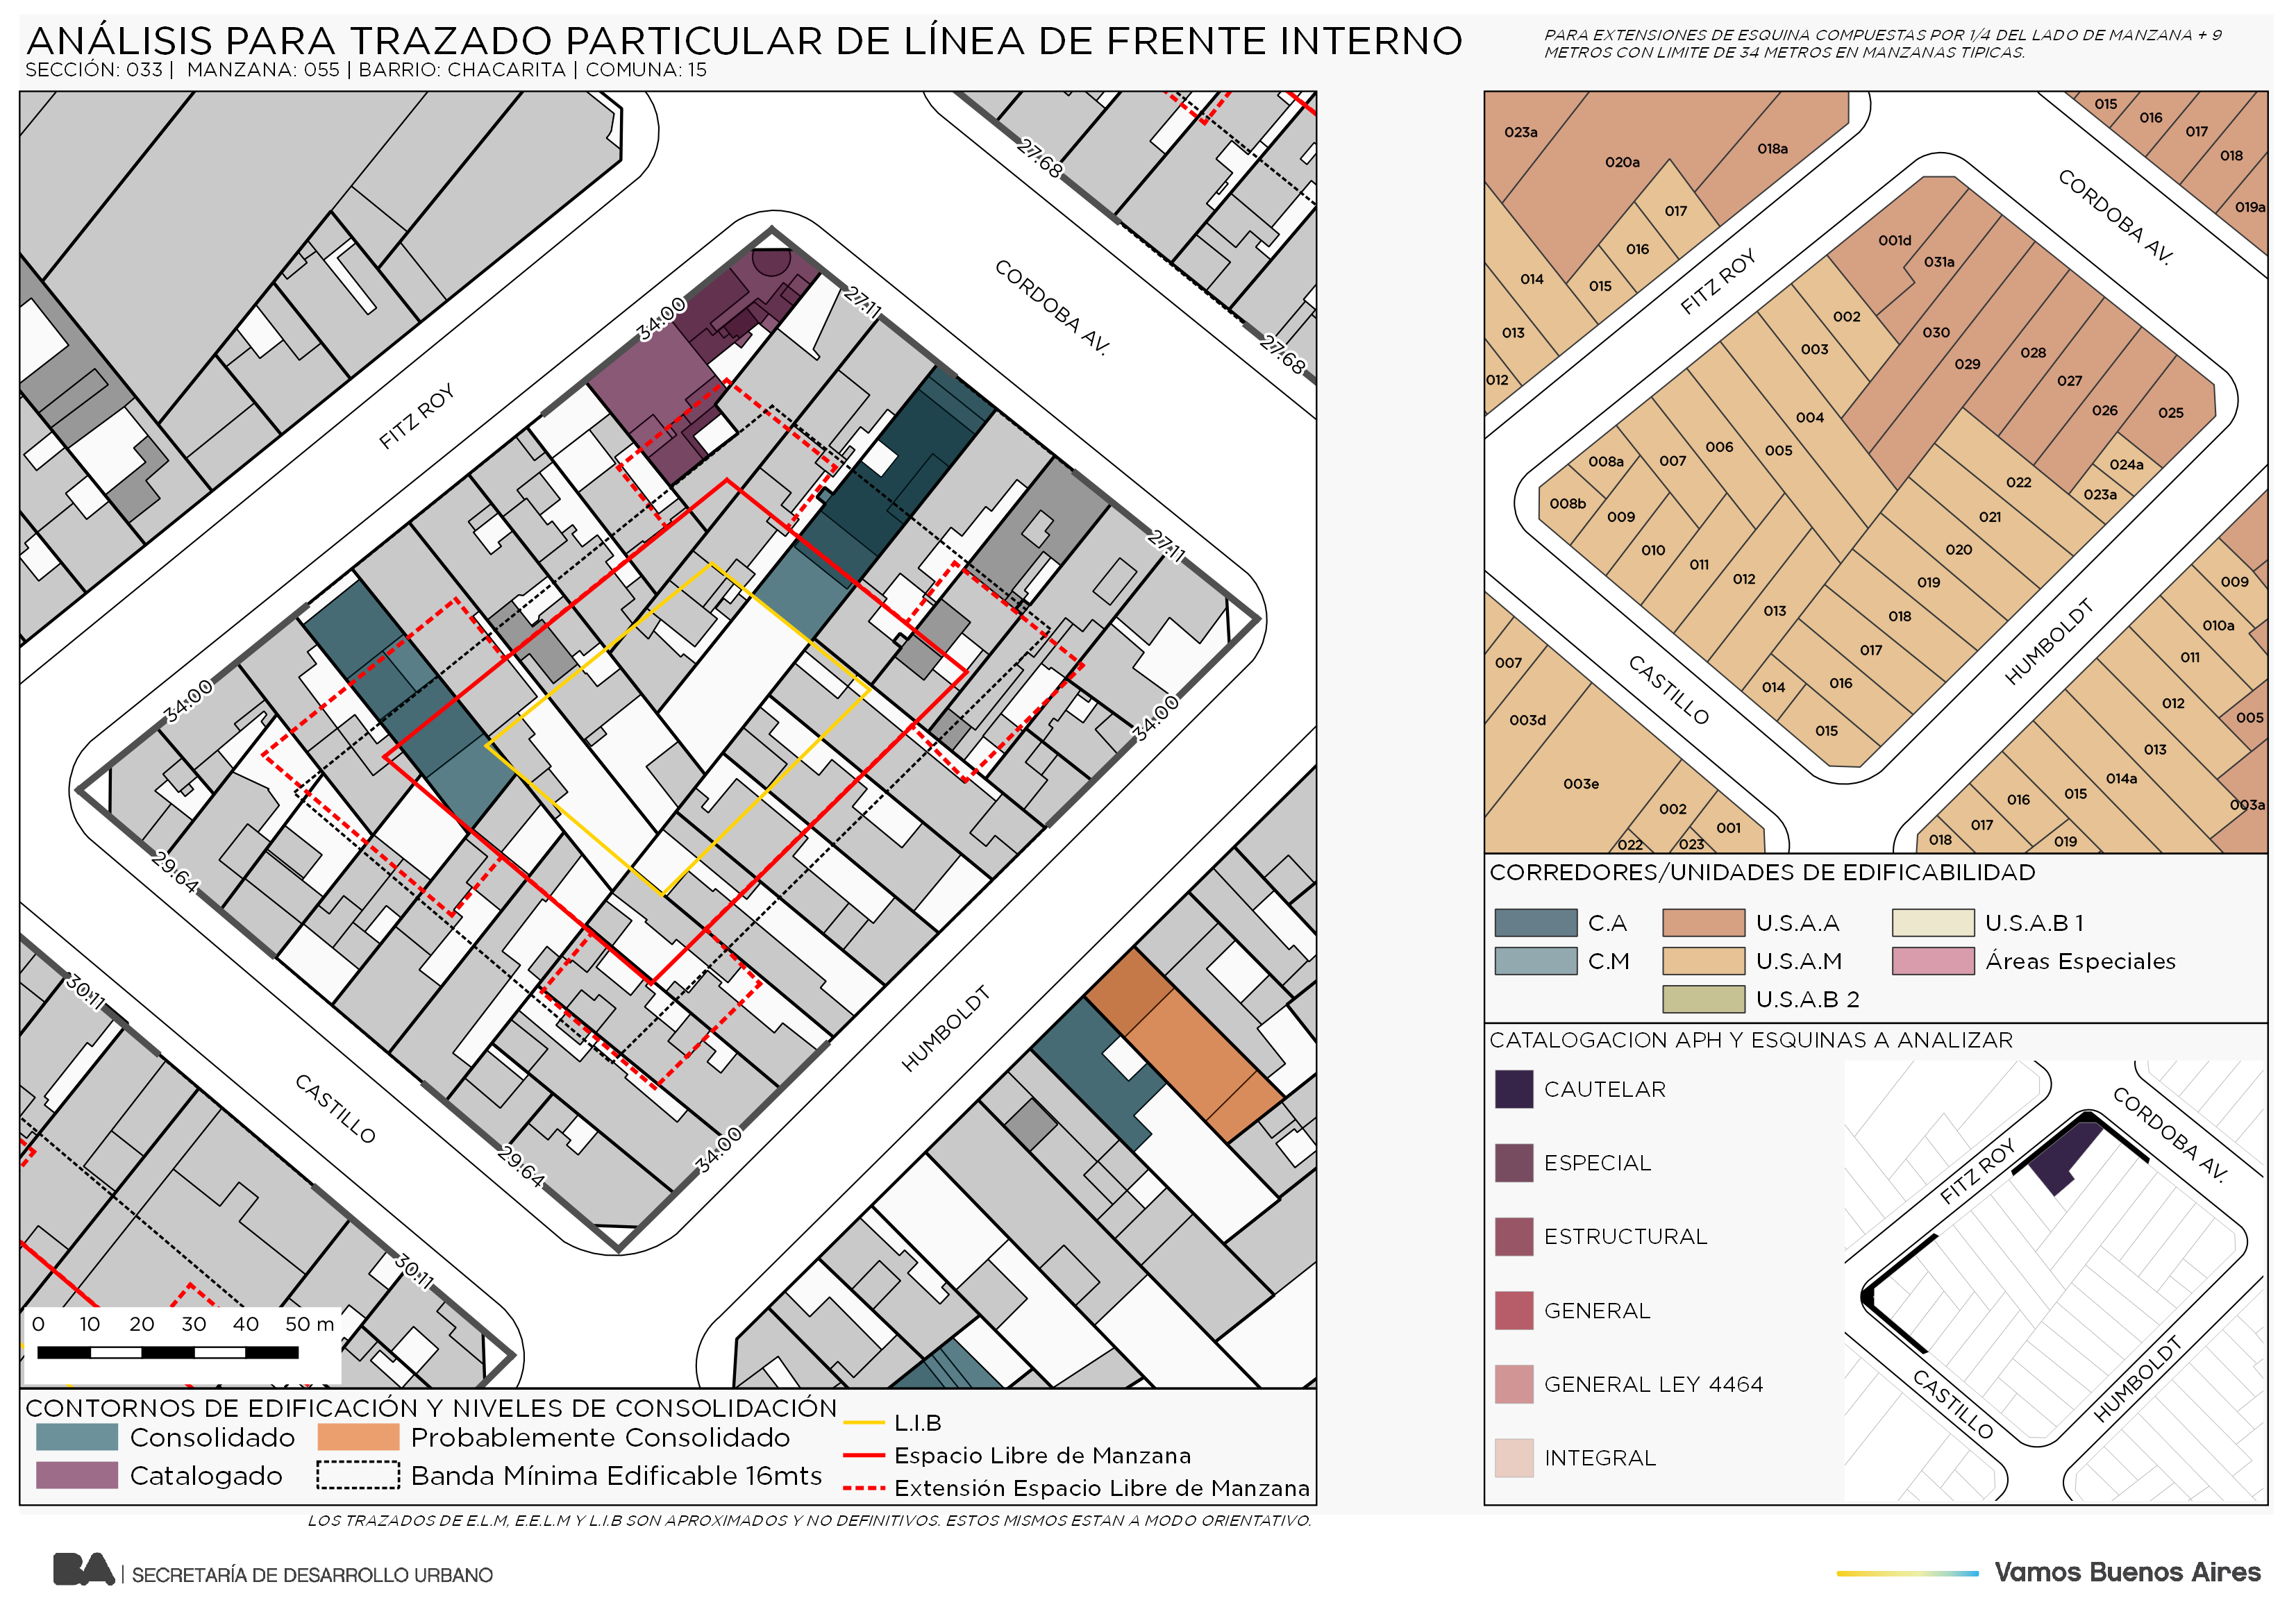 ANÁLISIS PARA TRAZADO PARTICULAR DE LÍNEA DE FRENTE INTERNO
SECCIÓN: 033 | MANZANA: 055 | BARRIO: CHACARITA | COMUNA: 15
PARA EXTENSIONES DE ESQUINA COMPUESTAS POR 1/4 DEL LADO DE MANZANA + 9
METROS CON LIMITE DE 34 METROS EN MANZANAS TIPICAS.
27.68
CORDOBA AV.
27.68
34.00
27.11
FITZ ROY
27.11
34.00
34.00
29.64
30.11
CASTILLO
HUMBOLDT
34.00
29.64
30.11
0 10 20 30 40 50 m
CONTORNOS DE EDIFICACIÓN Y NIVELES DE CONSOLIDACIÓN
Consolidado
Probablemente Consolidado
Catalogado
Banda Mínima Edificable 16mts
L.I.B
Espacio Libre de Manzana
Extensión Espacio Libre de Manzana
LOS TRAZADOS DE E.L.M, E.E.L.M Y L.I.B SON APROXIMADOS Y NO DEFINITIVOS. ESTOS MISMOS ESTAN A MODO ORIENTATIVO.
023a
020a
018a
017
016
015
014
013
012
015
016
017
018
019a
CORDOBA AV.
FITZ ROY
001d
031a
002
030
003
029
028
027
026
025
004
005
006
007
008a
008b
009
010
011
012
013
014
015
016
017
018
019
020
021
022
023a
024a
CASTILLO
HUMBOLDT
007
003d
003e
002
001
022
023
009
010a
011
012
005
013
014a
003a
015
016
017
018
019
CORREDORES/UNIDADES DE EDIFICABILIDAD
C.A
U.S.A.A
U.S.A.B 1
C.M
U.S.A.M
Áreas Especiales
U.S.A.B 2
CATALOGACION APH Y ESQUINAS A ANALIZAR
CAUTELAR
ESPECIAL
ESTRUCTURAL
GENERAL
GENERAL LEY 4464
INTEGRAL
CORDOBA AV.
FITZ ROY
CASTILLO
HUMBOLDT
BA | SECRETARÍA DE DESARROLLO URBANO
Vamos Buenos Aires